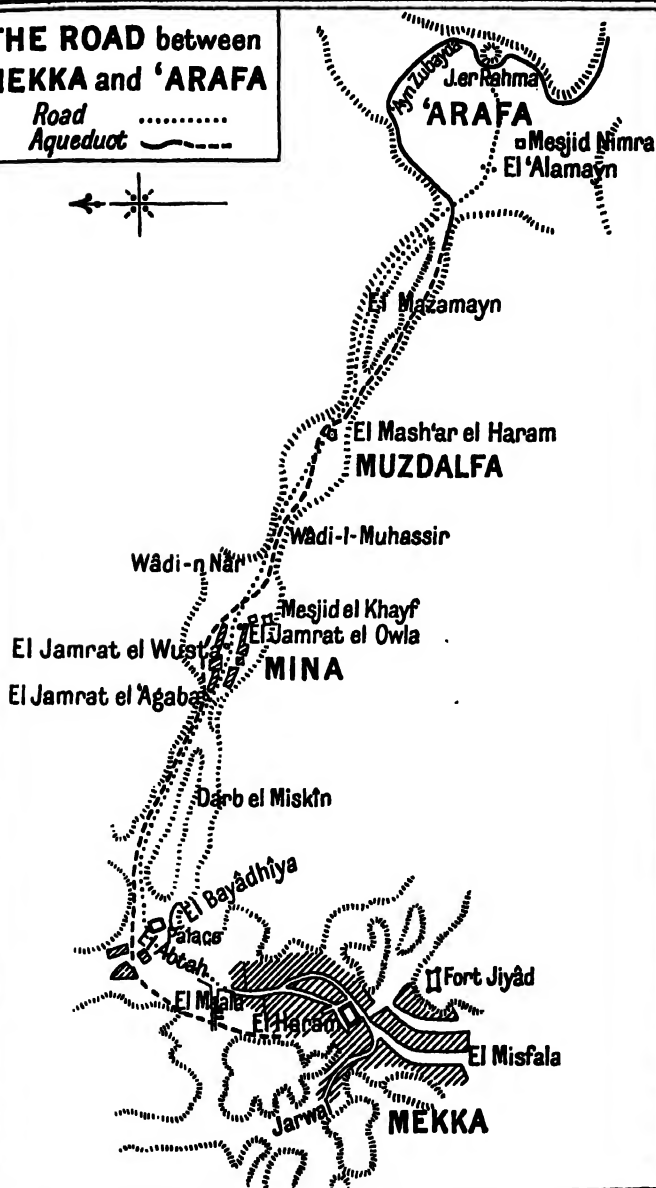 THE ROAD between
MEKKA and ‘ARAFA
Road
Aqueduct
‘Ayn Zubayda
J.er Rahma
‘ARAFA
Mesjid Nimra
El ‘Alamayn
El Mazamayn
El Mash‘ar el Haram
MUZDALFA
Wâdi-l-Muhassir
Wâdi-n Nâr
Mesjid el Khayf
El Jamrat el Owla
El Jamrat el Wusta
MINA
El Jamrat el ‘Agaba
Darb el Miskîn
El Bayâdhîya
Palace
El Abtah
El Maala
El Haram
Fort Jiyâd
El Misfala
Jarwal
MEKKA